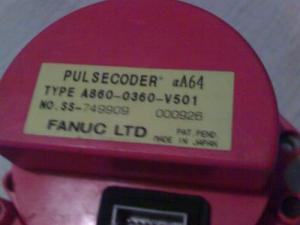 PULSECODER αA64
TYPE A860-0360-V501
NO. SS-749909 000926
FANUC LTD PAT. PEND.
MADE IN JAPAN